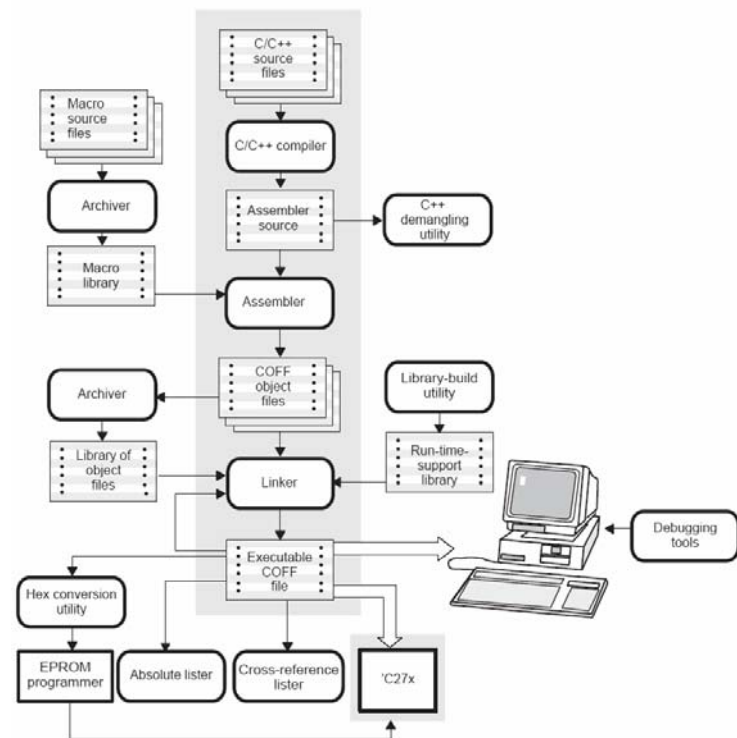 C/C++
source
files
Macro
source
files
C/C++ compiler
Archiver
Assembler
source
C++
demangling
utility
Macro
library
Assembler
Archiver
COFF
object
files
Library-build
utility
Library of
object
files
Linker
Run-time-
support
library
Debugging
tools
Executable
COFF
file
Hex conversion
utility
EPROM
programmer
Absolute lister
Cross-reference
lister
'C27x